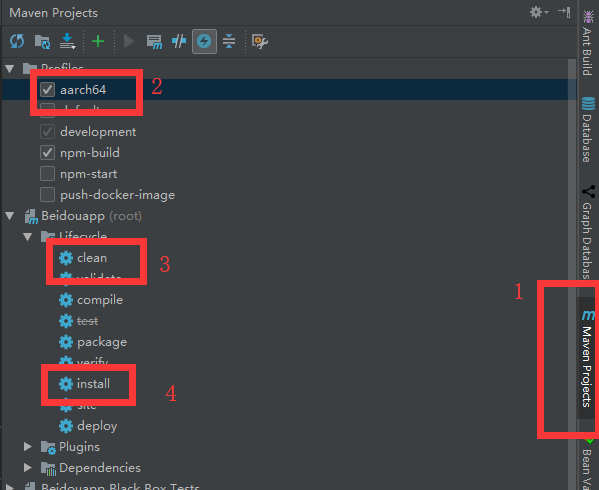 Maven Projects
Profiles
aarch64
2
default
development
npm-build
npm-start
push-docker-image
Beidouapp (root)
Lifecycle
clean
3
validate
compile
test
package
verify
install
4
site
deploy
Plugins
Dependencies
Beidouapp Black Box Tests
Ant Build
Database
Graph Database
1
Maven Projects
Bean Va